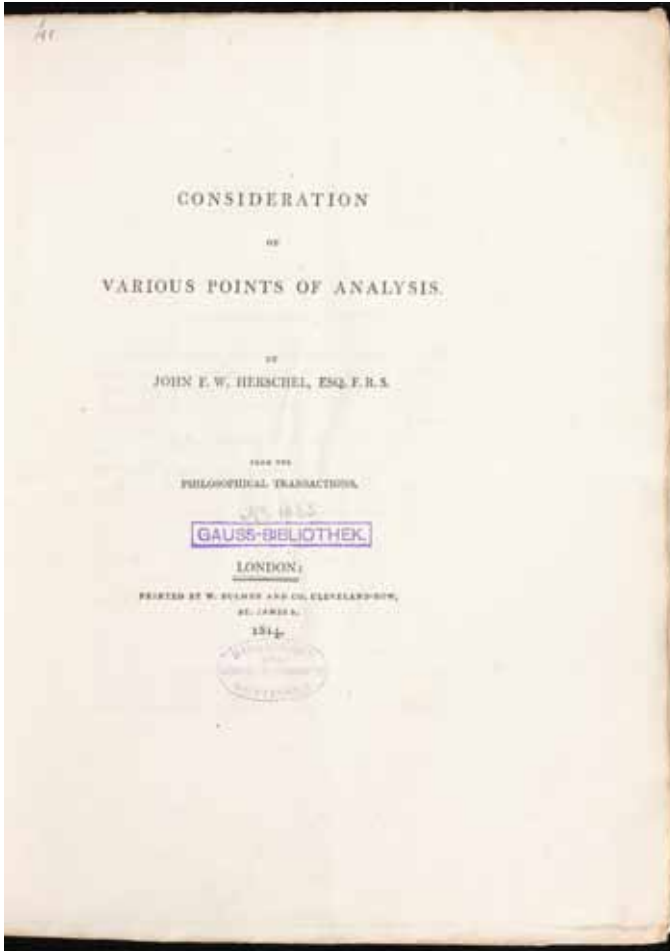 CONSIDERATION
OF
VARIOUS POINTS OF ANALYSIS.
BY
JOHN F. W. HERSCHEL, ESQ. F. R. S.
FROM THE
PHILOSOPHICAL TRANSACTIONS.
GAUSS-BIBLIOTHEK.
LONDON:
PRINTED BY W. BULMER AND CO. CLEVELAND-ROW,
ST. JAMES'S.
1814.